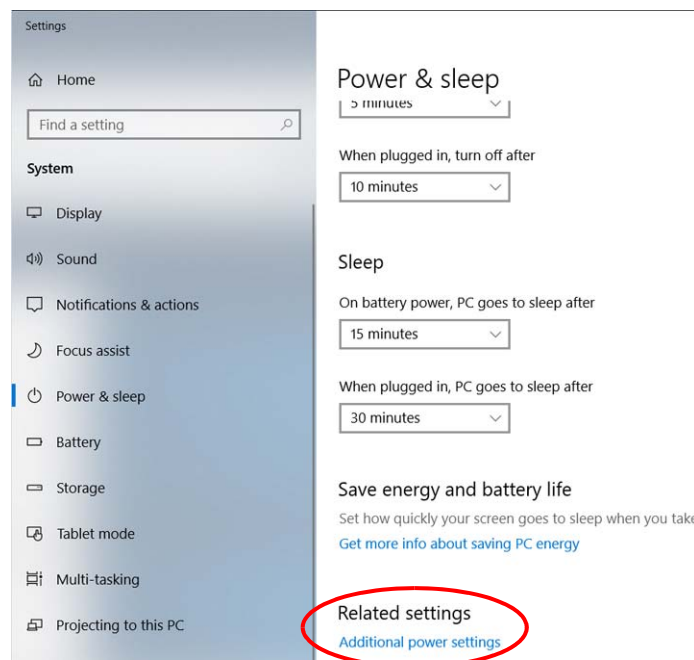 Settings
Home
Find a setting
System
Display
Sound
Notifications & actions
Focus assist
Power & sleep
Battery
Storage
Tablet mode
Multi-tasking
Projecting to this PC
Power & sleep
5 minutes
When plugged in, turn off after
10 minutes
Sleep
On battery power, PC goes to sleep after
15 minutes
When plugged in, PC goes to sleep after
30 minutes
Save energy and battery life
Set how quickly your screen goes to sleep when you take
Get more info about saving PC energy
Related settings
Additional power settings